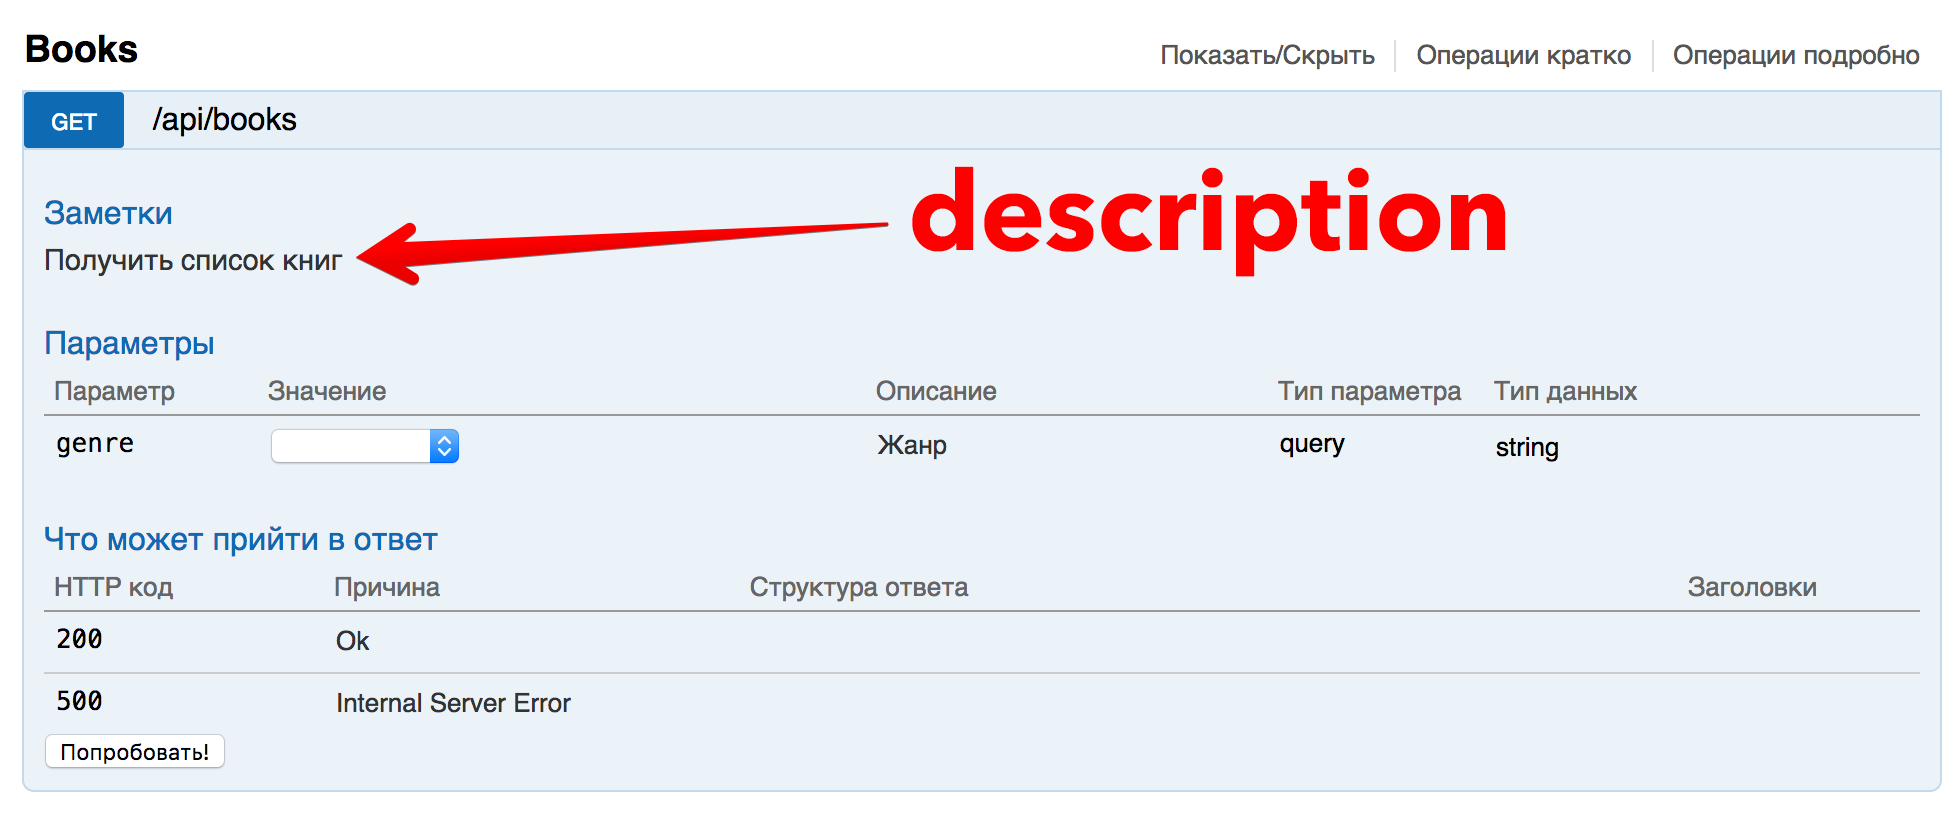 Books
Показать/Скрыть Операции кратко Операции подробно
GET /api/books
description
Заметки
Получить список книг
Параметры
Параметр Значение Описание Тип параметра Тип данных
genre Жанр query string
Что может прийти в ответ
HTTP код Причина Структура ответа Заголовки
200 Ok
500 Internal Server Error
Попробовать!